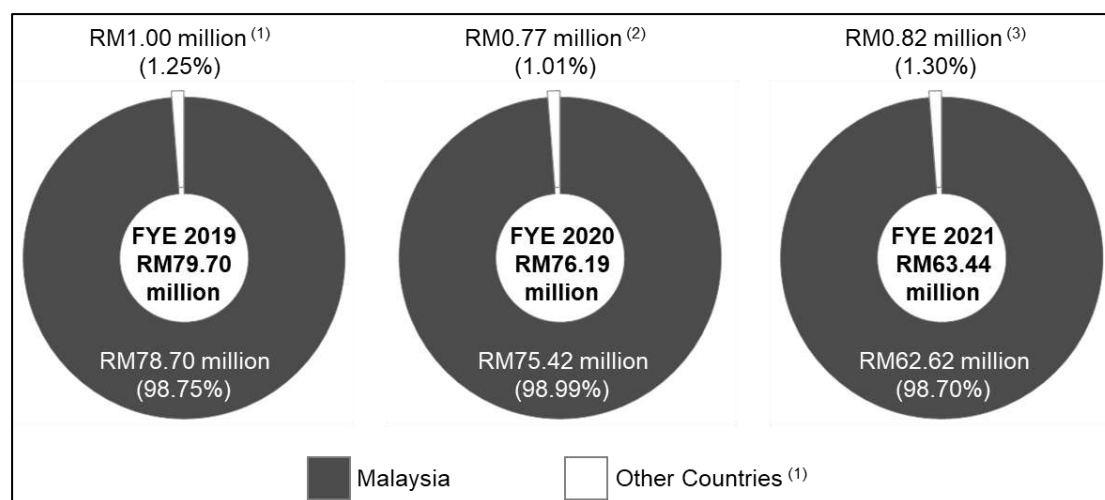 RM1.00 million (1)
(1.25%)
FYE 2019
RM79.70
million
RM78.70 million
(98.75%)
RM0.77 million (2)
(1.01%)
FYE 2020
RM76.19
million
RM75.42 million
(98.99%)
RM0.82 million (3)
(1.30%)
FYE 2021
RM63.44
million
RM62.62 million
(98.70%)
Malaysia
Other Countries (1)